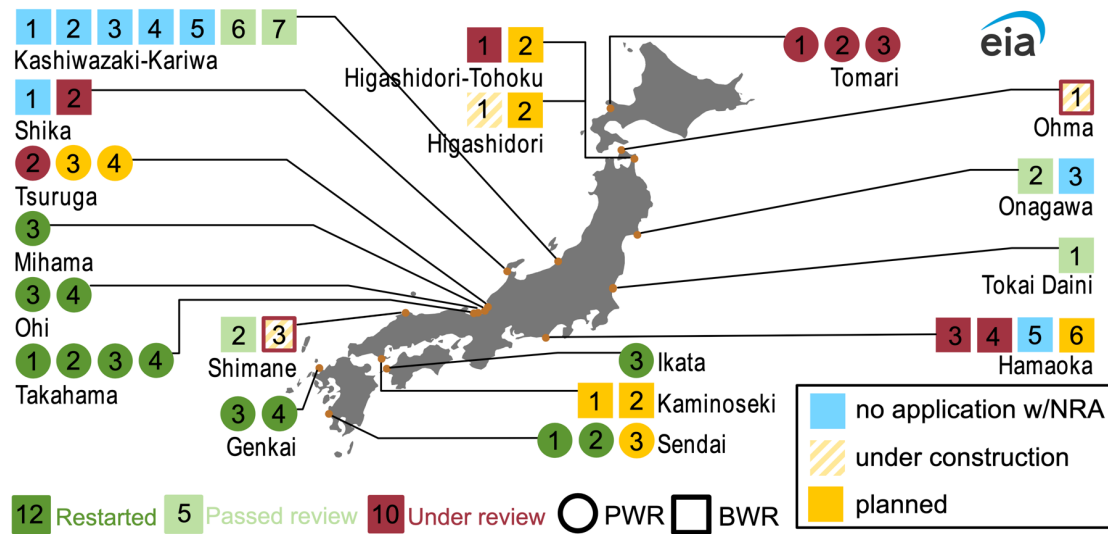 1 2 3 4 5 6 7
Kashiwazaki-Kariwa
1 2
Shika
2 3 4
Tsuruga
3
Mihama
3 4
Ohi
1 2 3 4
Takahama
2 3
Shimane
3 4
Genkai
1 2
Higashidori-Tohoku
1 2
Higashidori
1 2 3
Tomari
eia
1
Ohma
2 3
Onagawa
1
Tokai Daini
3 4 5 6
Hamaoka
3 Ikata
1 2 Kaminoseki
1 2 3 Sendai
no application w/NRA
under construction
planned
12 Restarted 5 Passed review 10 Under review PWR BWR